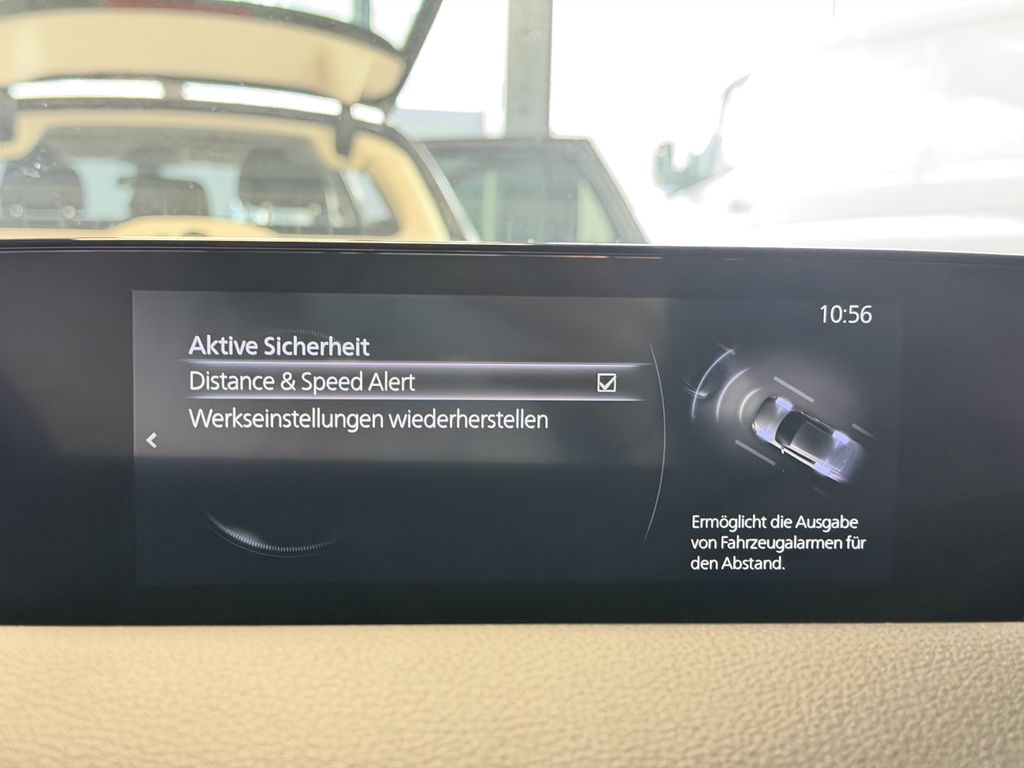 10:56
Aktive Sicherheit
Distance & Speed Alert
Werkseinstellungen wiederherstellen
Ermöglicht die Ausgabe
von Fahrzeugalarmen für
den Abstand.